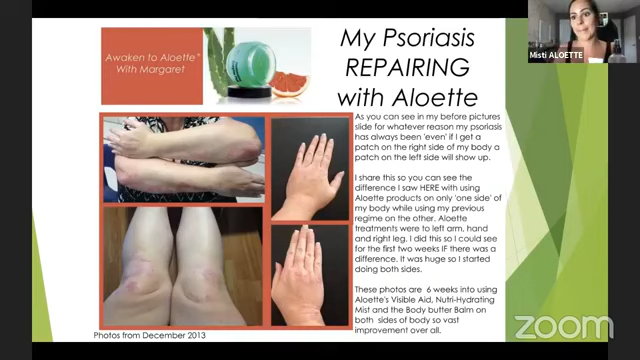 Awaken to Aloette®
With Margaret
My Psoriasis
REPAIRING
with Aloette
Misti ALOETTE
As you can see in my before pictures
slide for whatever reason my psoriasis
has always been 'even' if I get a
patch on the right side of my body a
patch on the left side will show up.
I share this so you can see the
difference I saw HERE with using
Aloette products on only 'one side' of
my body while using my previous
regime on the other. Aloette
treatments were to left arm, hand
and right leg. I did this so I could see
for the first two weeks IF there was a
difference. It was huge so I started
doing both sides.
These photos are 6 weeks into using
Aloette's Visible Aid, Nutri-Hydrating
Mist and the Body butter Balm on
both sides of body so vast
improvement over all.
Photos from December 2013
zoom